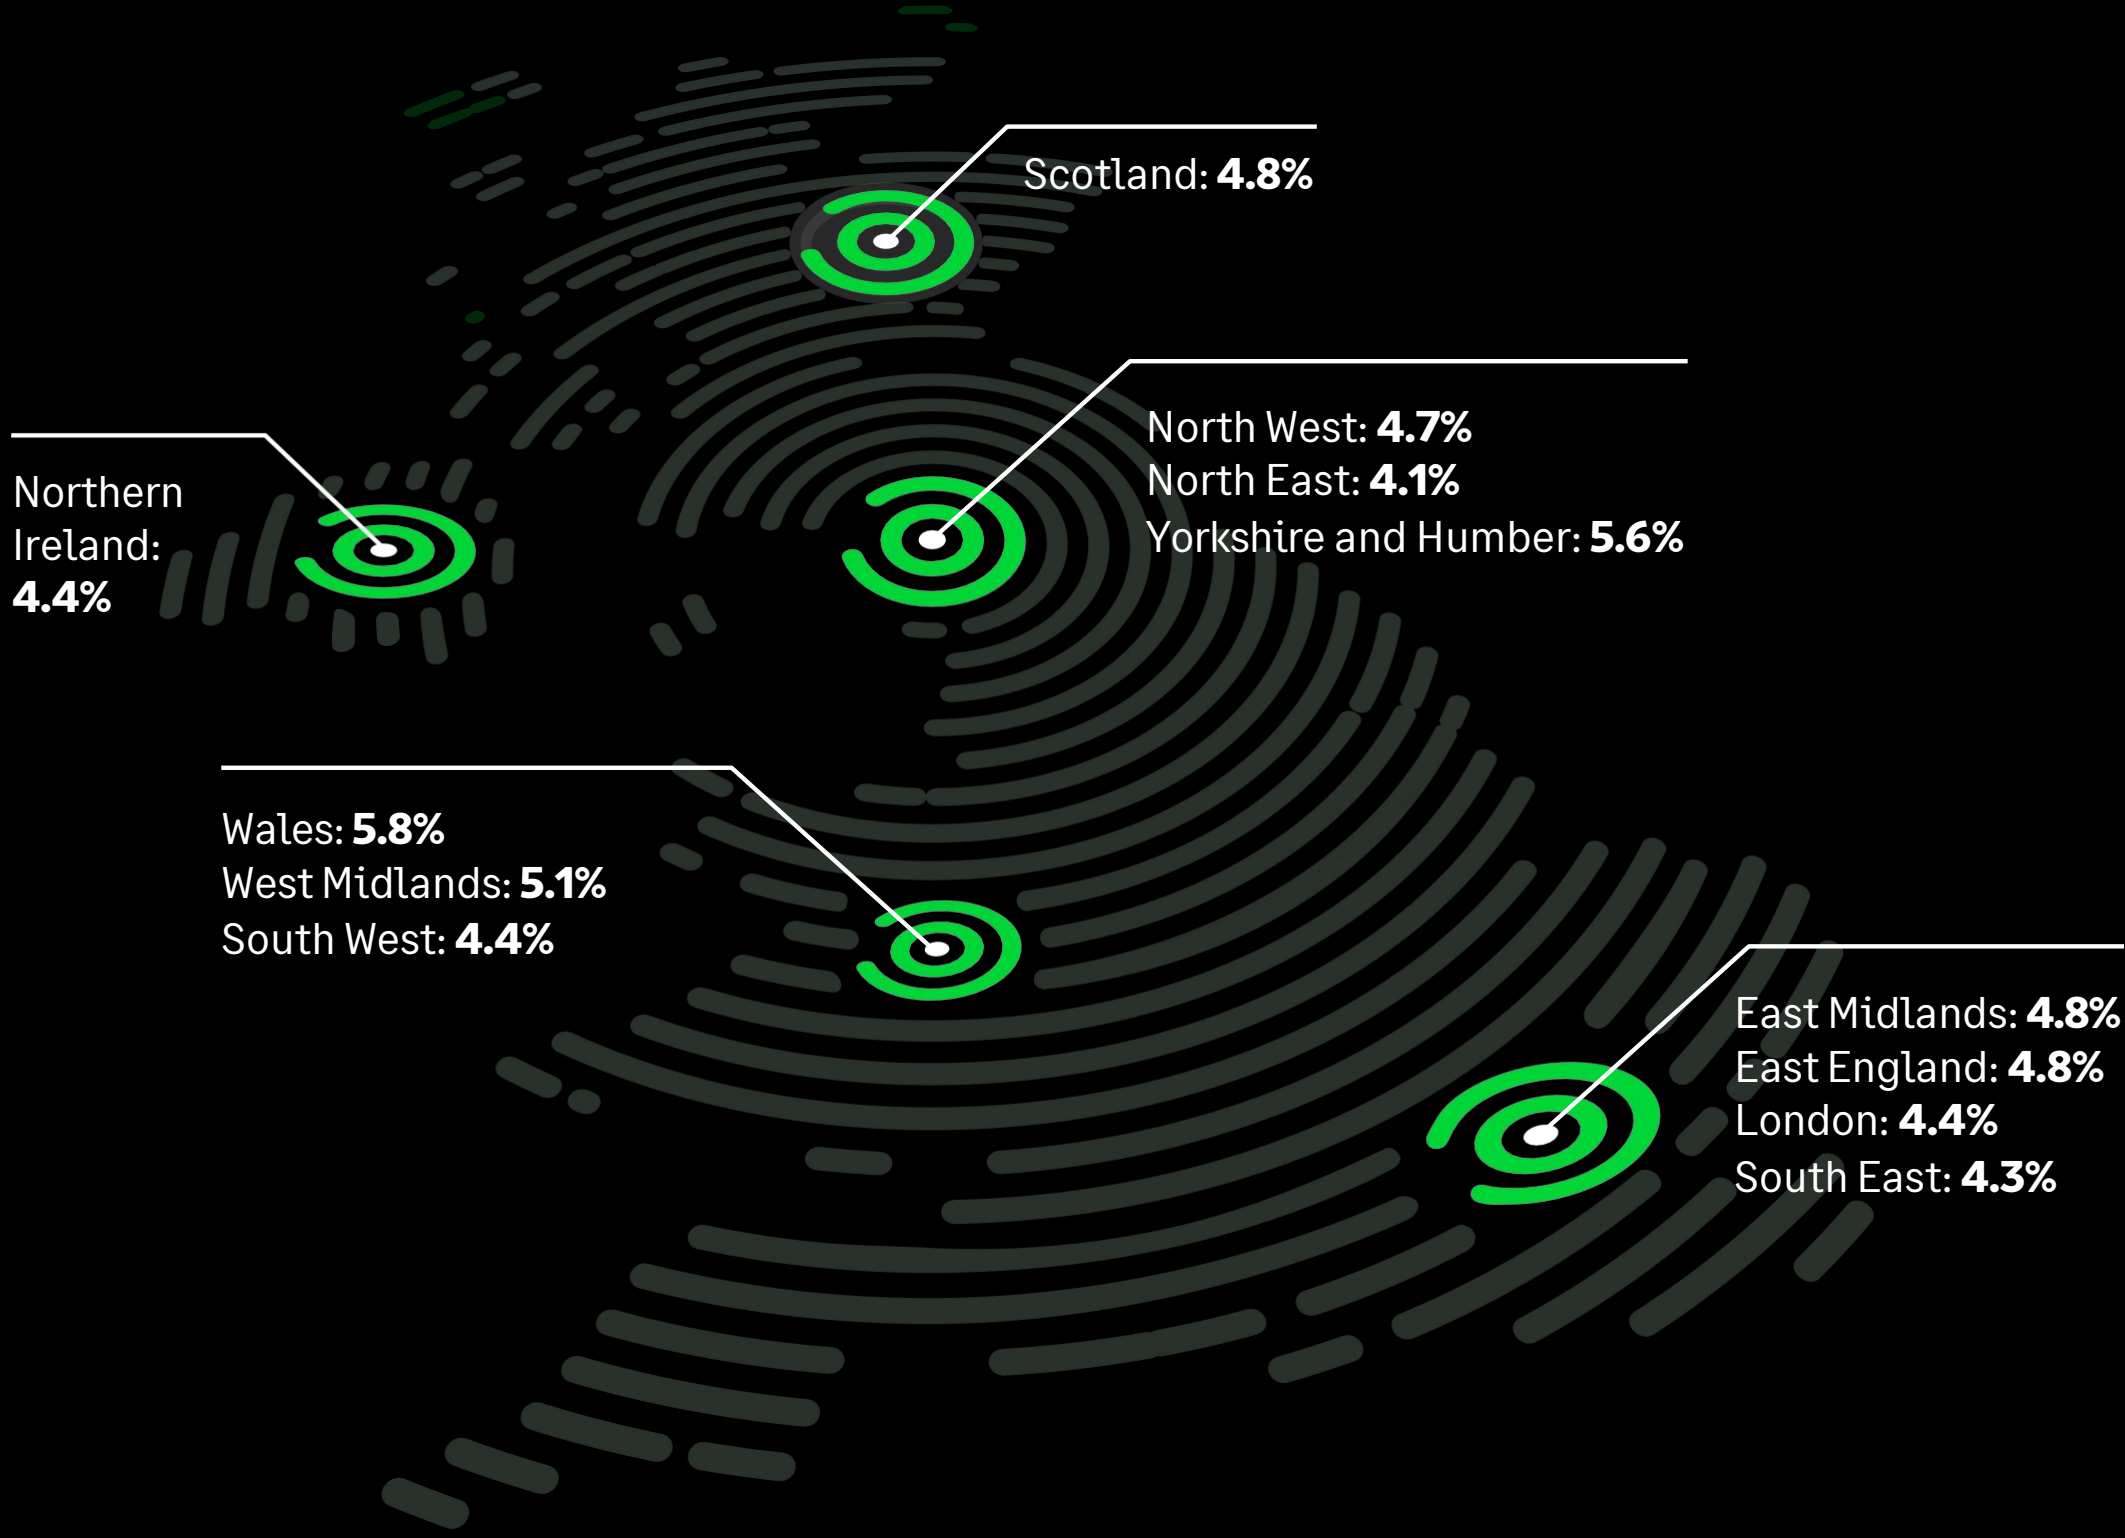 Scotland: 4.8%
North West: 4.7%
North East: 4.1%
Yorkshire and Humber: 5.6%
Northern
Ireland:
4.4%
Wales: 5.8%
West Midlands: 5.1%
South West: 4.4%
East Midlands: 4.8%
East England: 4.8%
London: 4.4%
South East: 4.3%